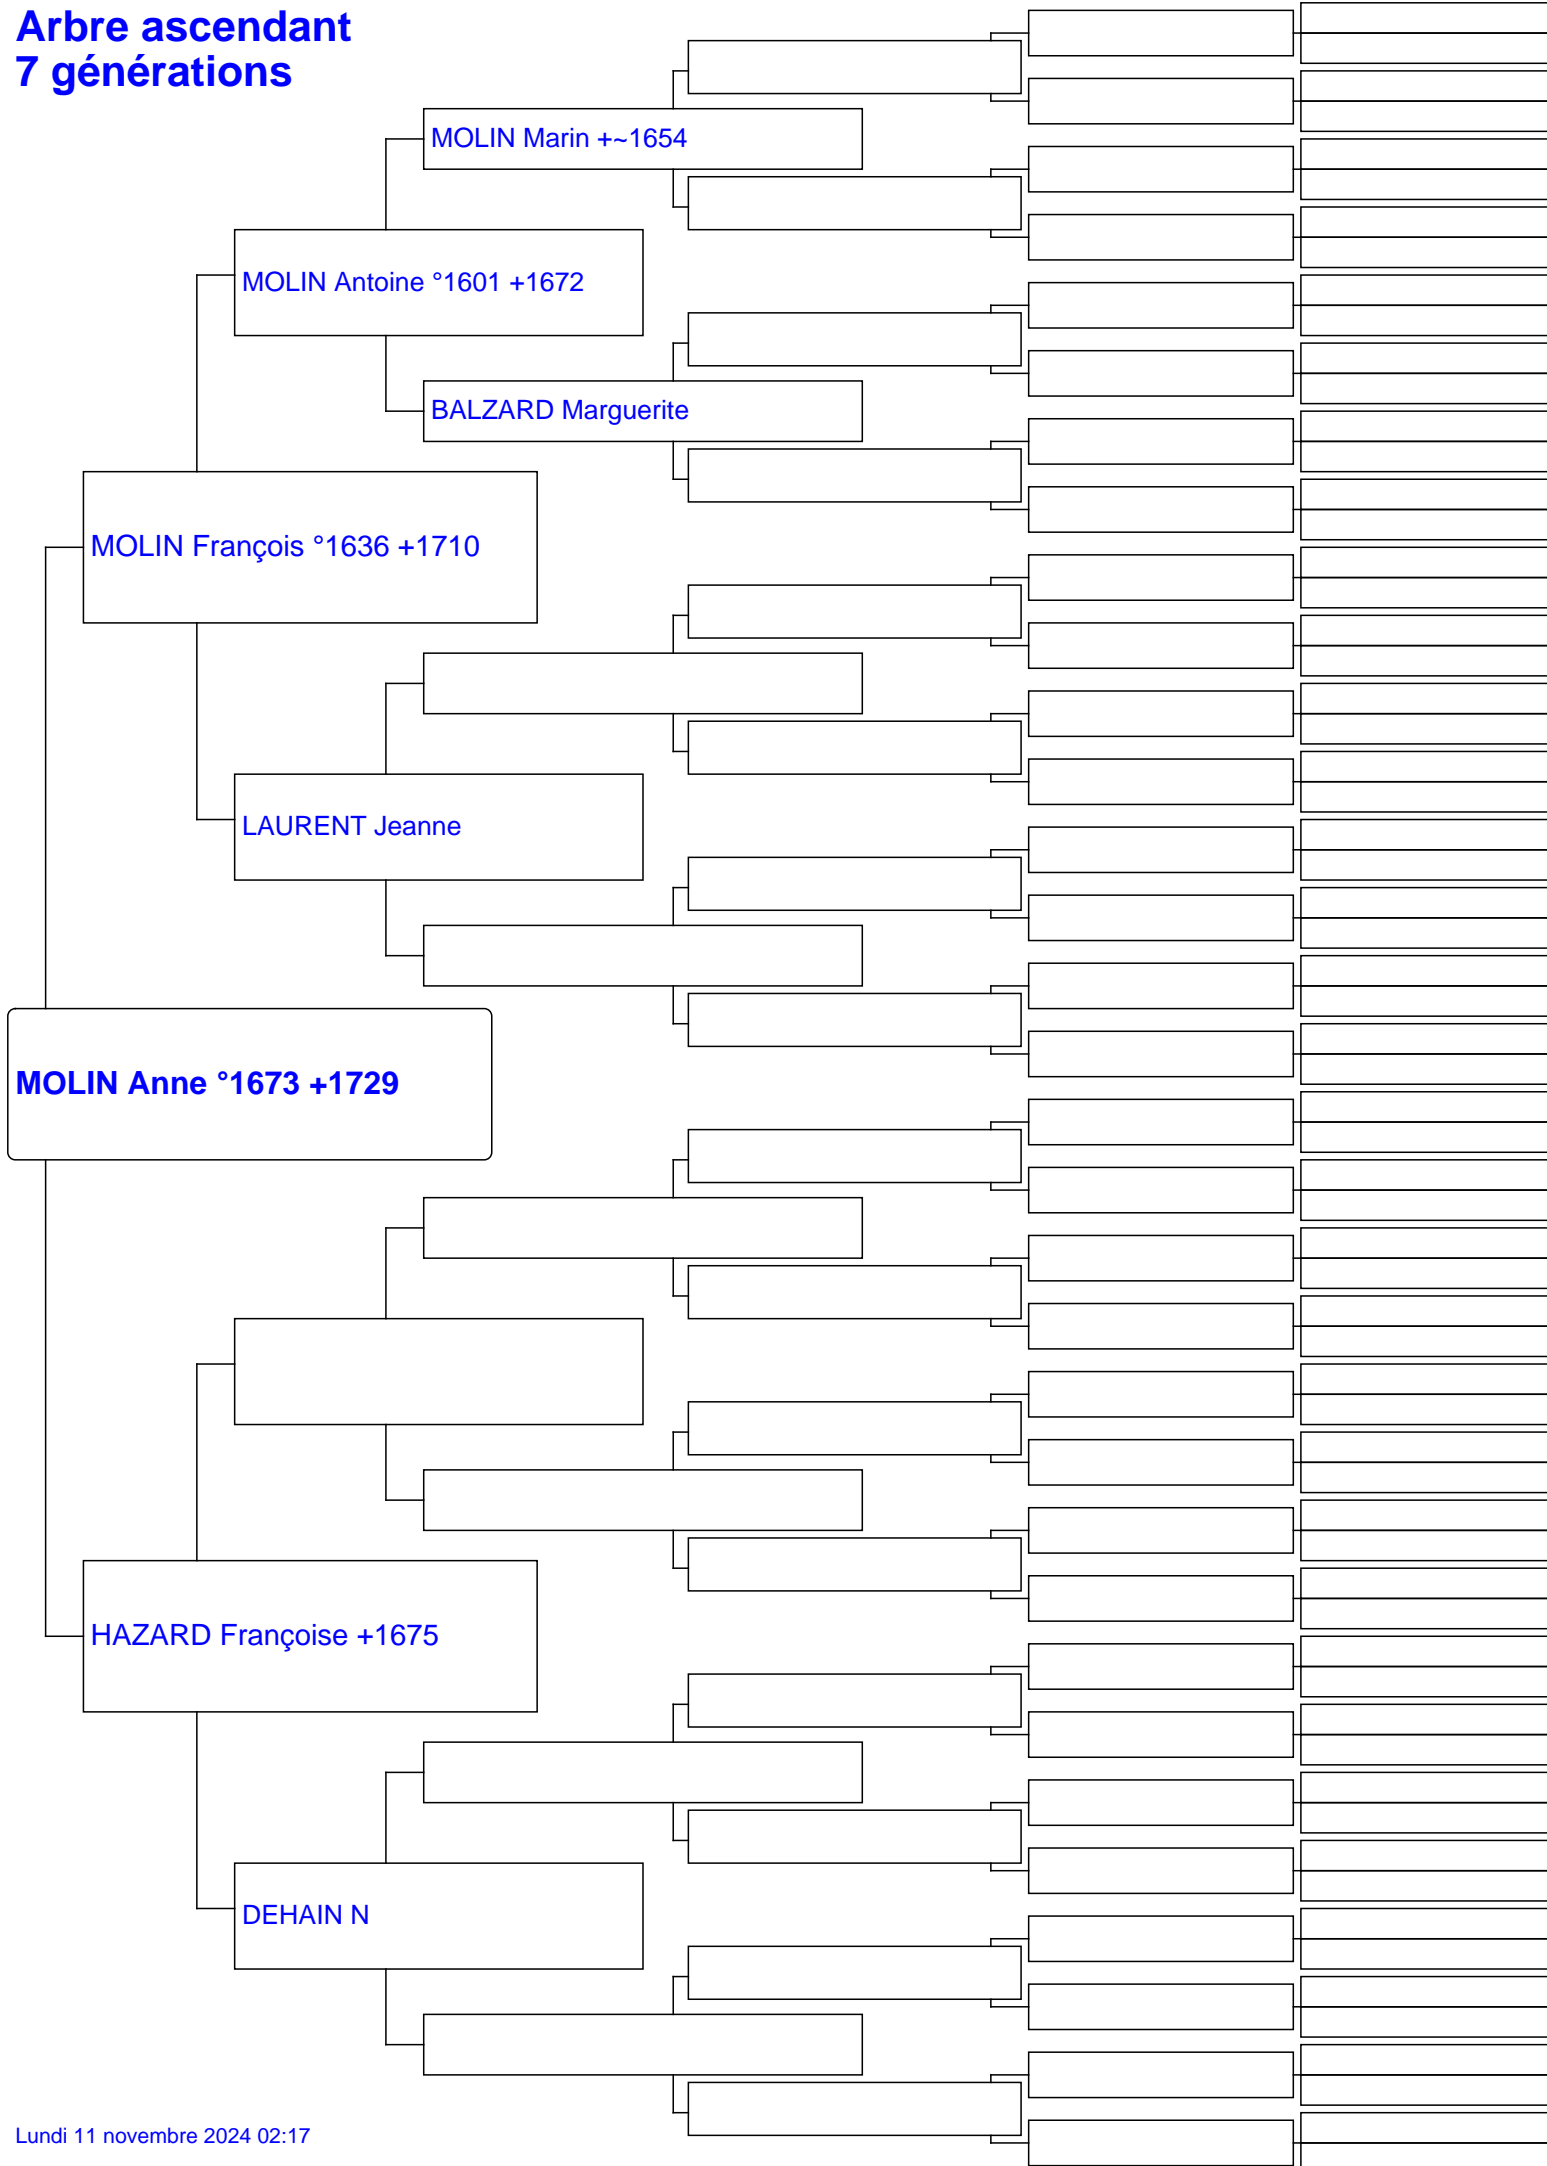 Arbre ascendant
7 générations
MOLIN Marin +~1654
MOLIN Antoine °1601 +1672
BALZARD Marguerite
MOLIN François °1636 +1710
LAURENT Jeanne
MOLIN Anne °1673 +1729
HAZARD Françoise +1675
DEHAIN N
Lundi 11 novembre 2024 02:17